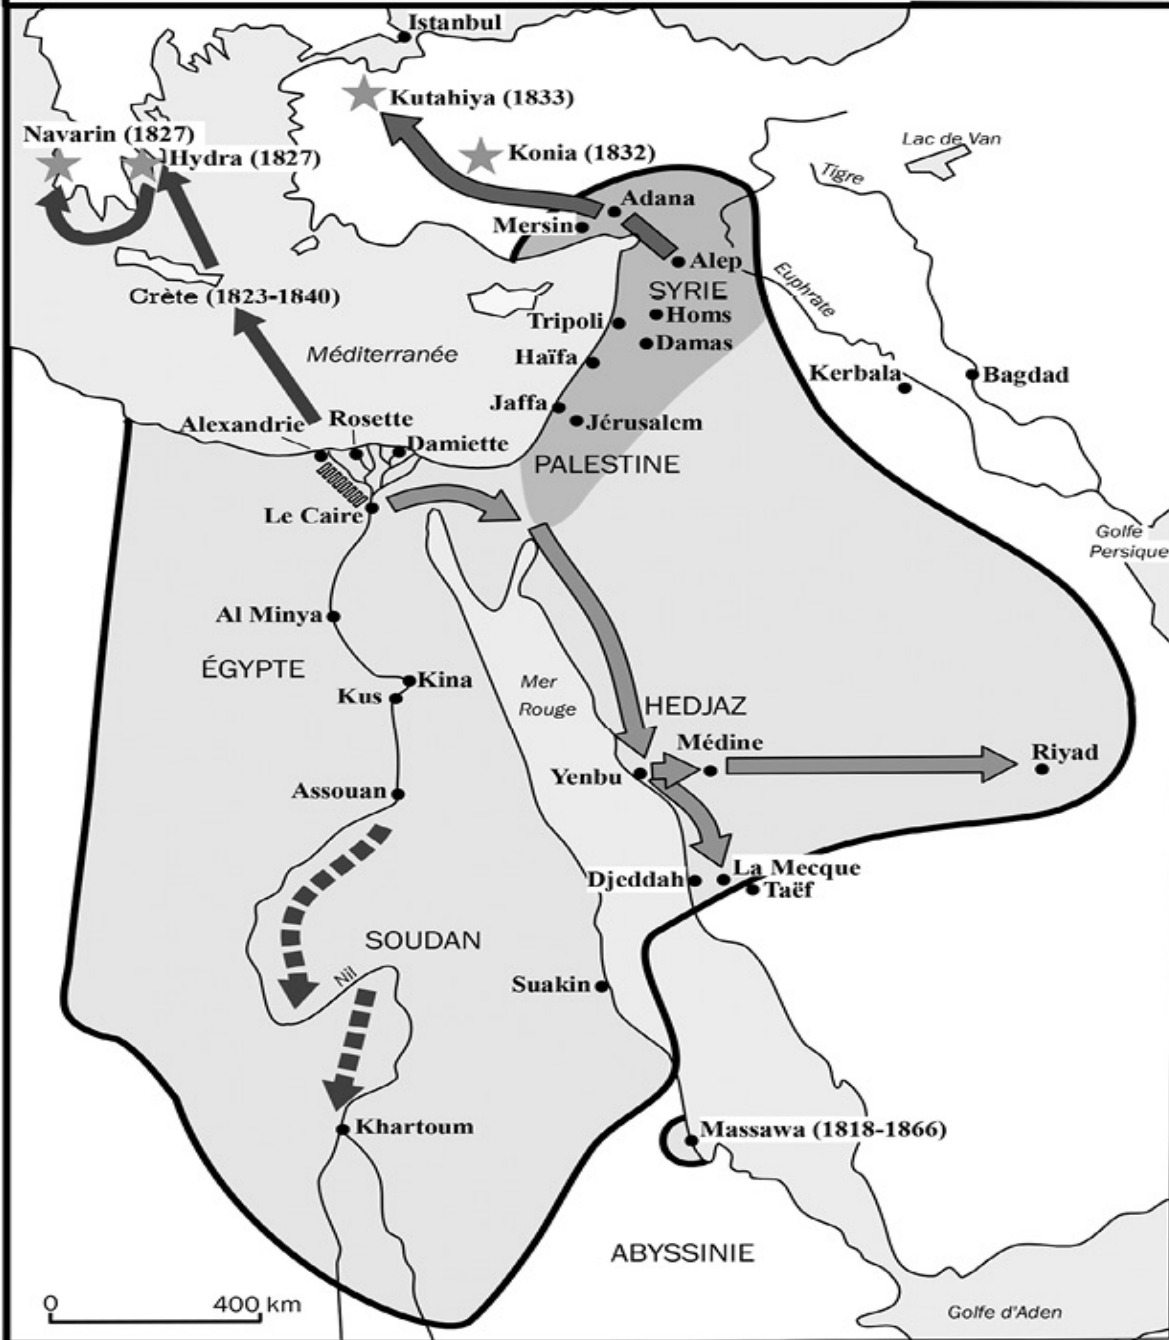 Istanbul
Kutahiya (1833)
Navarin (1827)
Hydra (1827)
Konia (1832)
Lac de Van
Tigre
Adana
Mersin
Alep
Euphrate
SYRIE
Crète (1823-1840)
Homs
Tripoli
Damas
Méditerranée
Haïfa
Kerbala
Bagdad
Jaffa
Jérusalem
Alexandrie
Rosette
Damiette
PALESTINE
Le Caire
Golfe
Persique
Al Minya
ÉGYPTE
Kina
Kus
Mer
Rouge
HEDJAZ
Médine
Riyad
Yenbu
Assouan
La Mecque
Djeddah
Taëf
SOUDAN
Nil
Suakin
Khartoum
Massawa (1818-1866)
ABYSSINIE
0
400 km
Golfe d'Aden